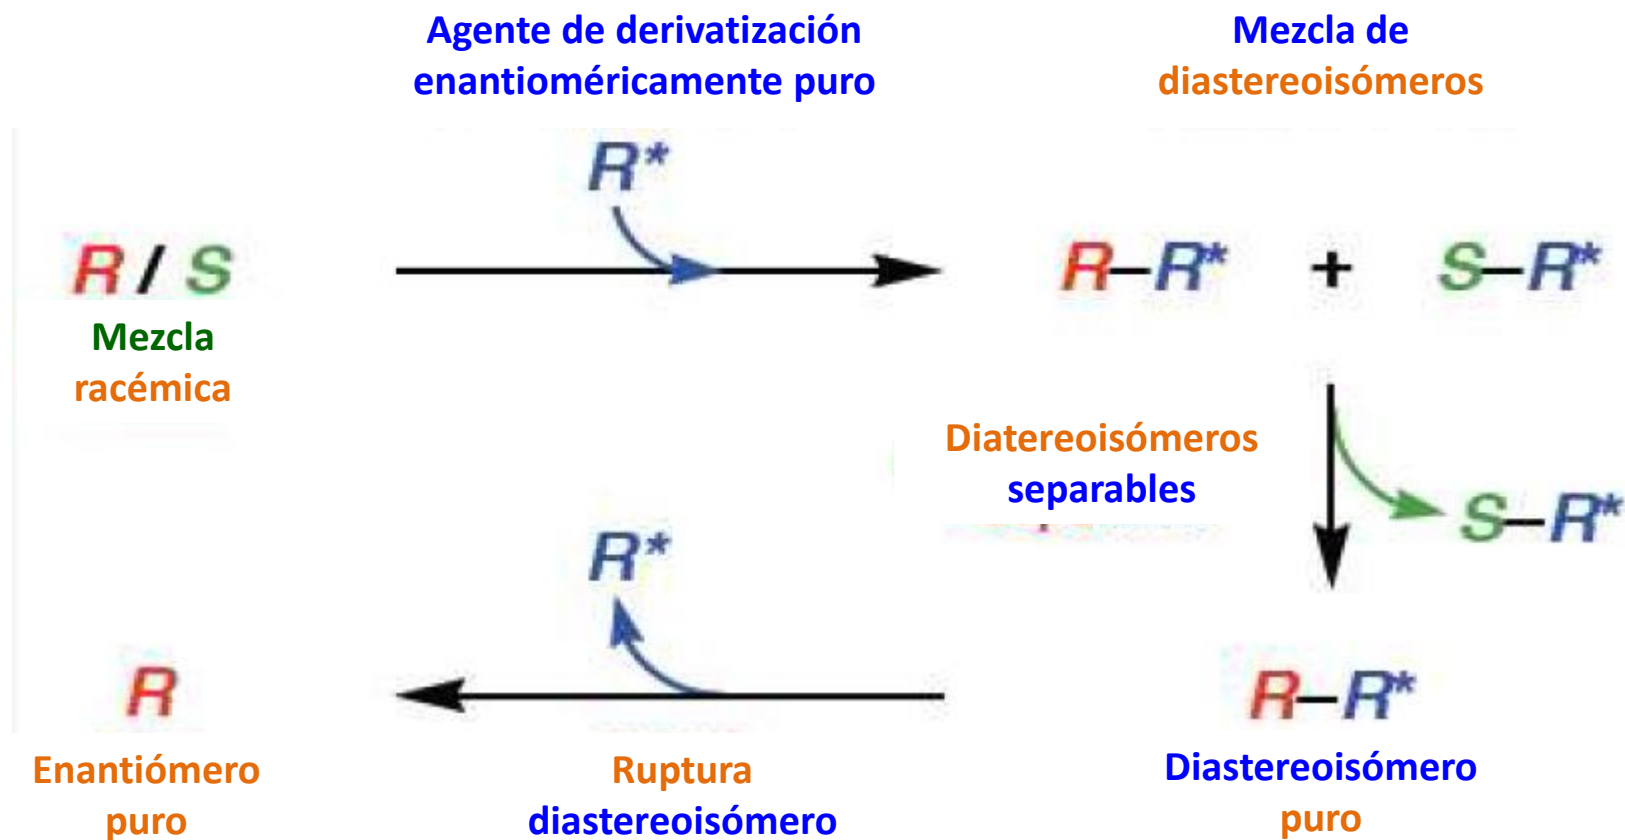 Agente de derivatización
enantioméricamente puro
Mezcla de
diastereoisómeros
R*
R / S
R–R* + S–R*
Mezcla
racémica
Diatereoisómeros
separables
S–R*
R*
R
R–R*
Enantiómero
puro
Ruptura
diastereoisómero
Diastereoisómero
puro